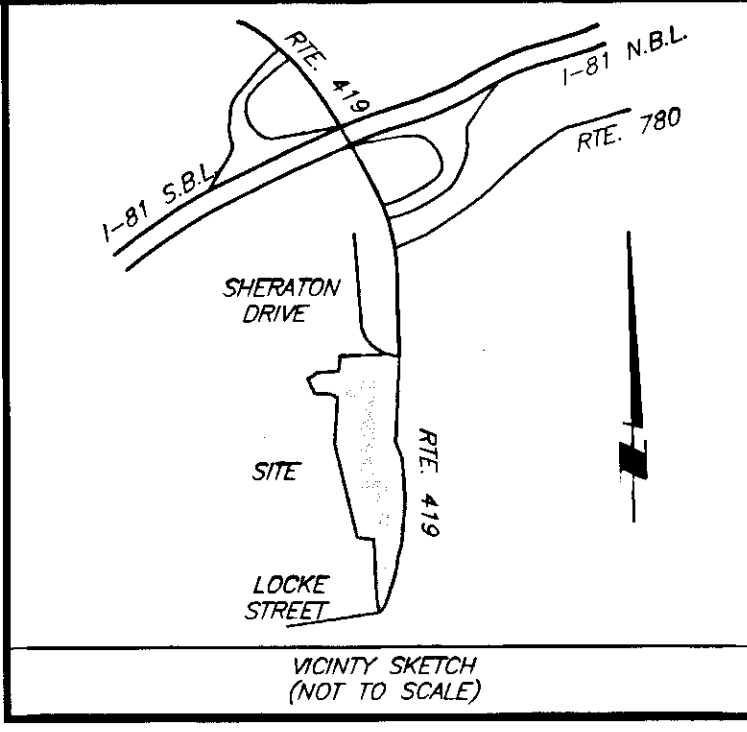 RTE. 419
I-81 N.B.L.
RTE. 780
I-81 S.B.L.
SHERATON
DRIVE
RTE. 419
SITE
LOCKE
STREET
VICINTY SKETCH
(NOT TO SCALE)